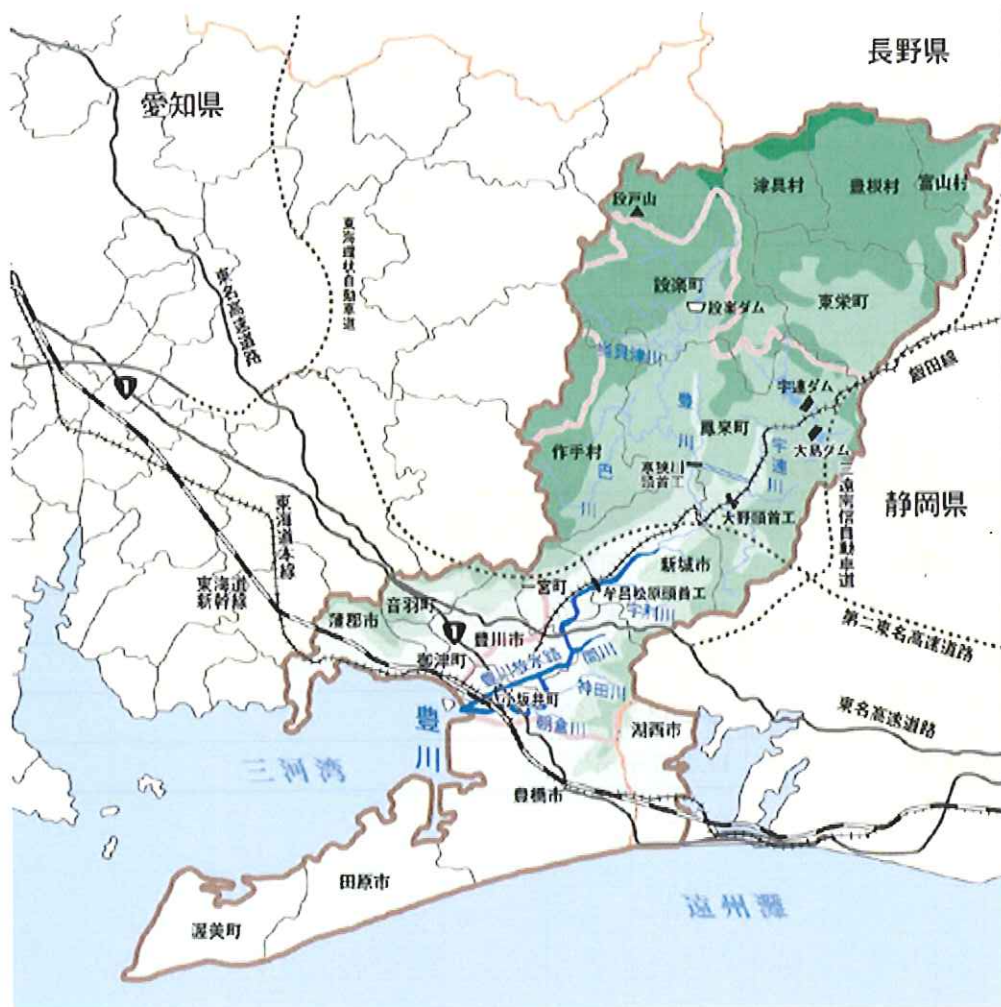 長野県
愛知県
津具村
豊根村
富山村
段戸山
東海環状自動車道
東名高速道路
設楽町
設楽ダム
東栄町
当貝津川
飯田線
1
宇連ダム
豊川
鳳来町
大島ダム
作手村
巴川
寒狭川
頭首工
宇連川
大野頭首工
三遠南信自動車道
静岡県
東海道本線
東海道
新幹線
新城市
一宮町
牟呂松原頭首工
音羽町
宇利川
蒲郡市
1
豊川市
第二東名高速道路
御津町
豊川放水路
間川
神田川
小坂井町
東名高速道路
豊川
朝倉川
湖西市
三河湾
豊橋市
田原市
遠州灘
渥美町